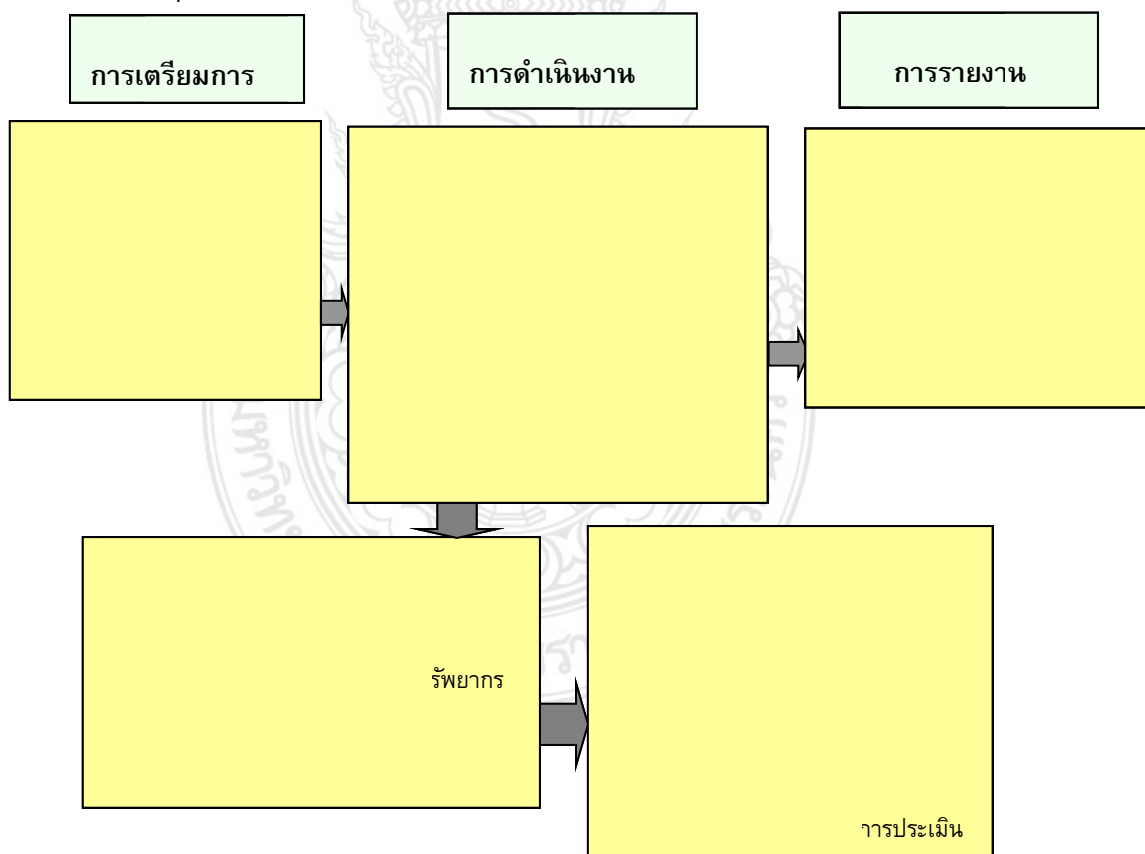 การเตรียมการ
การดำเนินงาน
การรายงาน
รัพยากร
การประเมิน